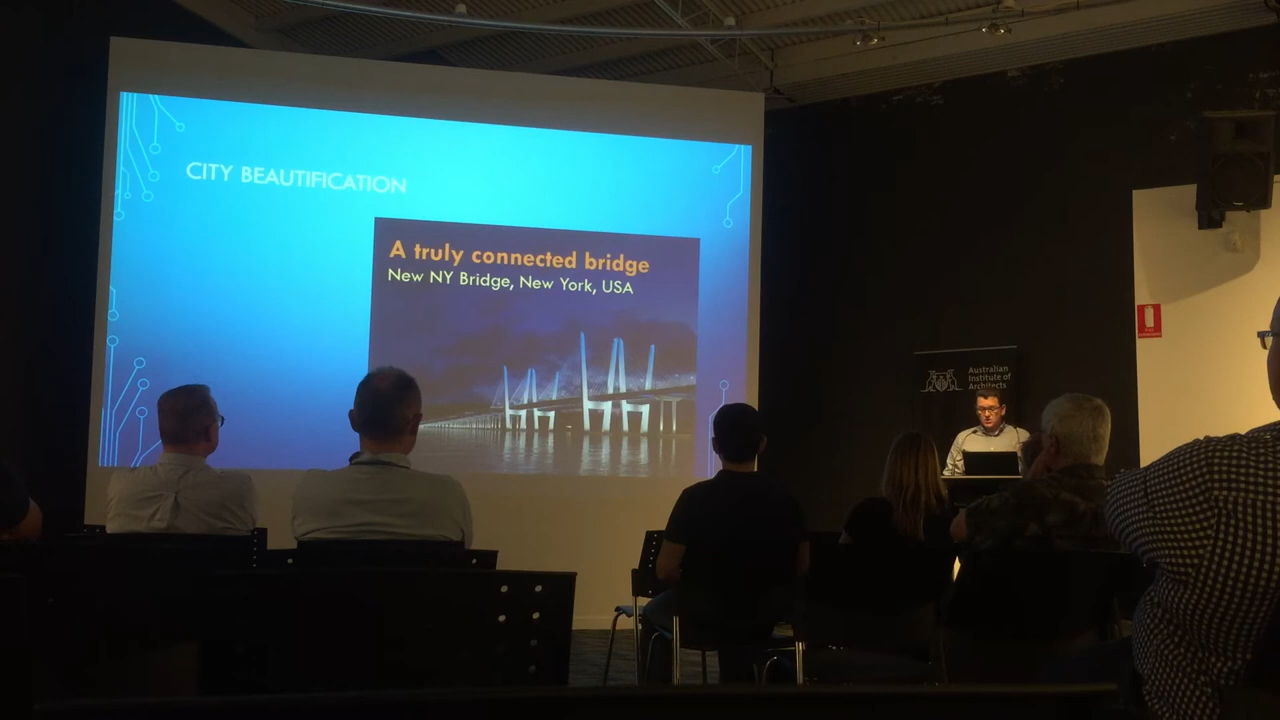 CITY BEAUTIFICATION
A truly connected bridge
New NY Bridge, New York, USA
Australian
Institute of
Architects